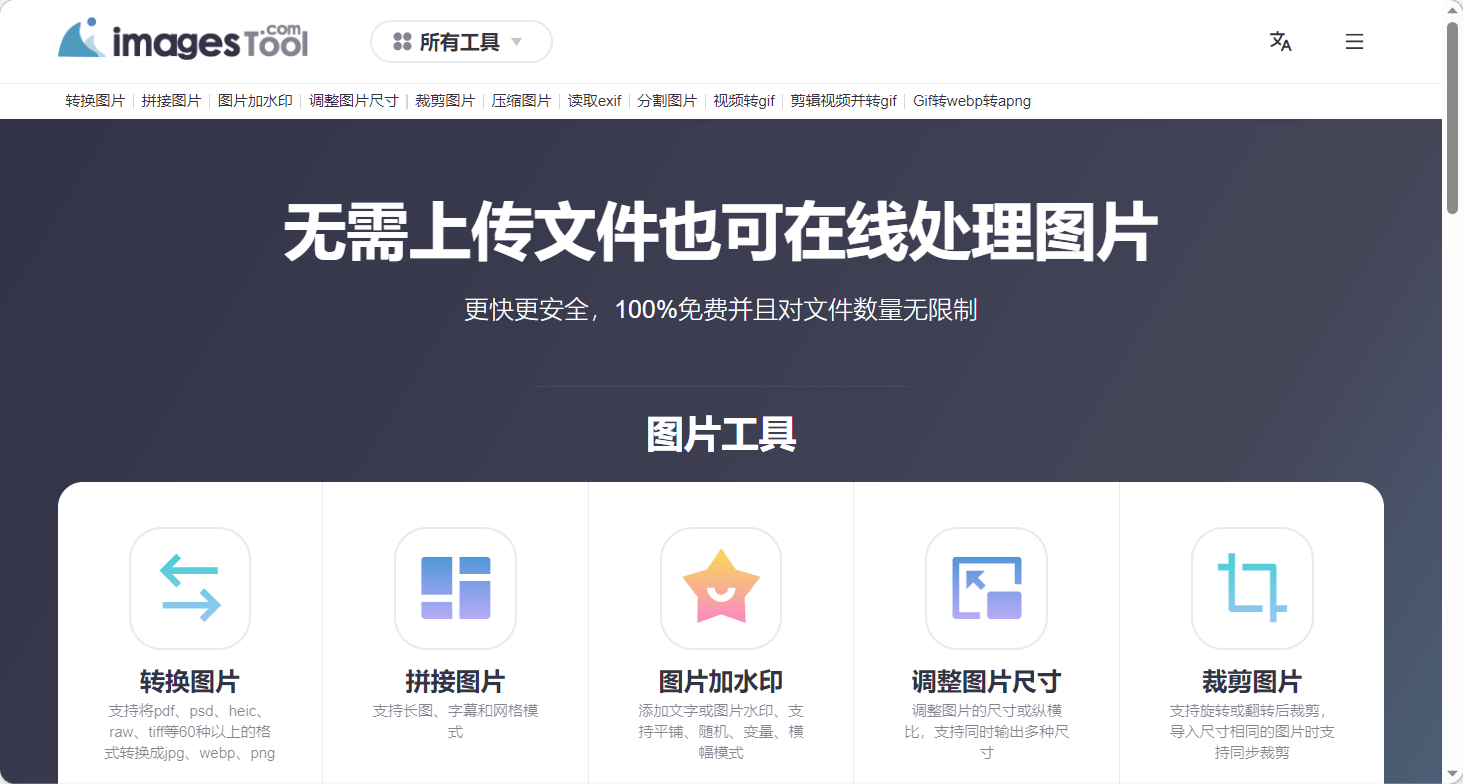 imagesTool.com
所有工具
转换图片 拼接图片 图片加水印 调整图片尺寸 裁剪图片 压缩图片 读取exif 分割图片 视频转gif 剪辑视频并转gif Gif转webp转apng
无需上传文件也可在线处理图片
更快更安全，100%免费并且对文件数量无限制
图片工具
转换图片
支持将pdf、psd、heic、
raw、tiff等60种以上的格
式转换成jpg、webp、png
拼接图片
支持长图、字幕和网格模
式
图片加水印
添加文字或图片水印、支
持平铺、随机、变量、横
幅模式
调整图片尺寸
调整图片的尺寸或纵横
比，支持同时输出多种尺
寸
裁剪图片
支持旋转或翻转后裁剪，
导入尺寸相同的图片时支
持同步裁剪